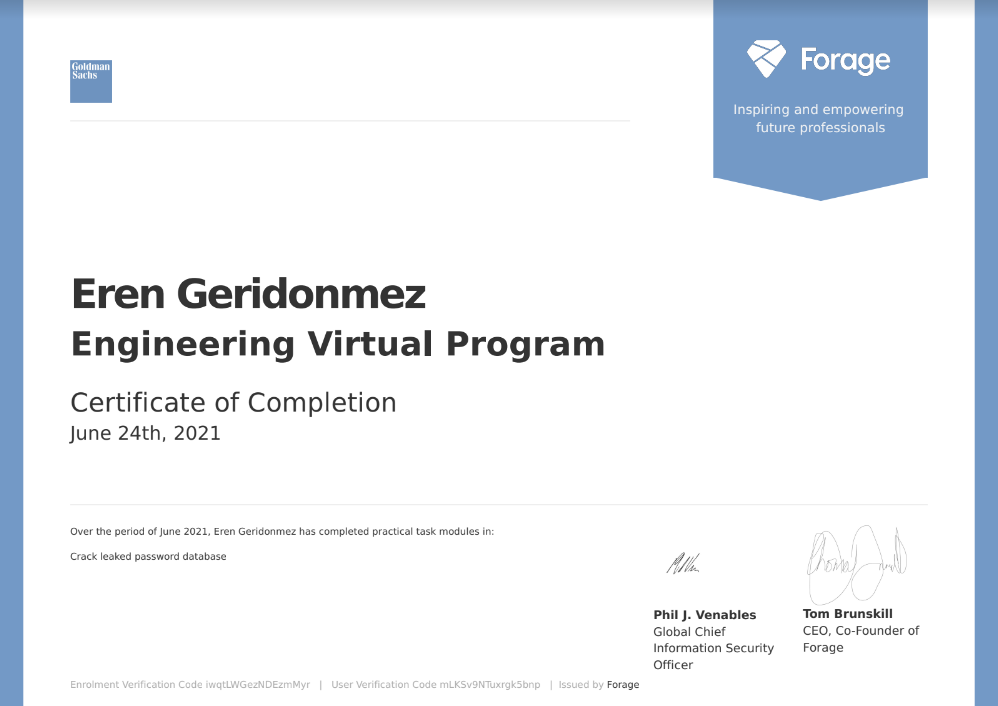 Goldman
Sachs
Forage
Inspiring and empowering
future professionals
Eren Geridonmez
Engineering Virtual Program
Certificate of Completion
June 24th, 2021
Over the period of June 2021, Eren Geridonmez has completed practical task modules in:
Crack leaked password database
Phil J. Venables
Global Chief
Information Security
Officer
Tom Brunskill
CEO, Co-Founder of
Forage
Enrolment Verification Code iwqtLWGezNDEzmMyr | User Verification Code mLKSv9NTuxrgk5bnp | Issued by Forage